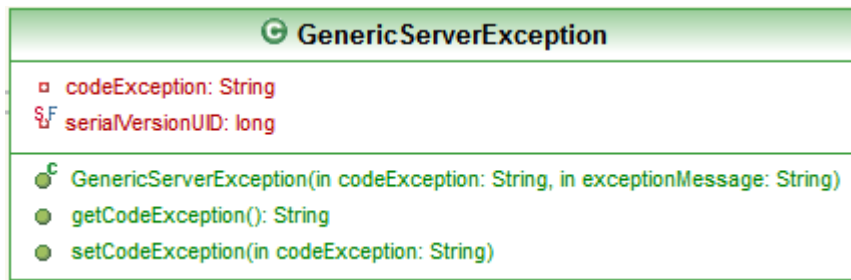 C GenericServerException
codeException: String
S F serialVersionUID: long
C GenericServerException(in codeException: String, in exceptionMessage: String)
getCodeException(): String
setCodeException(in codeException: String)